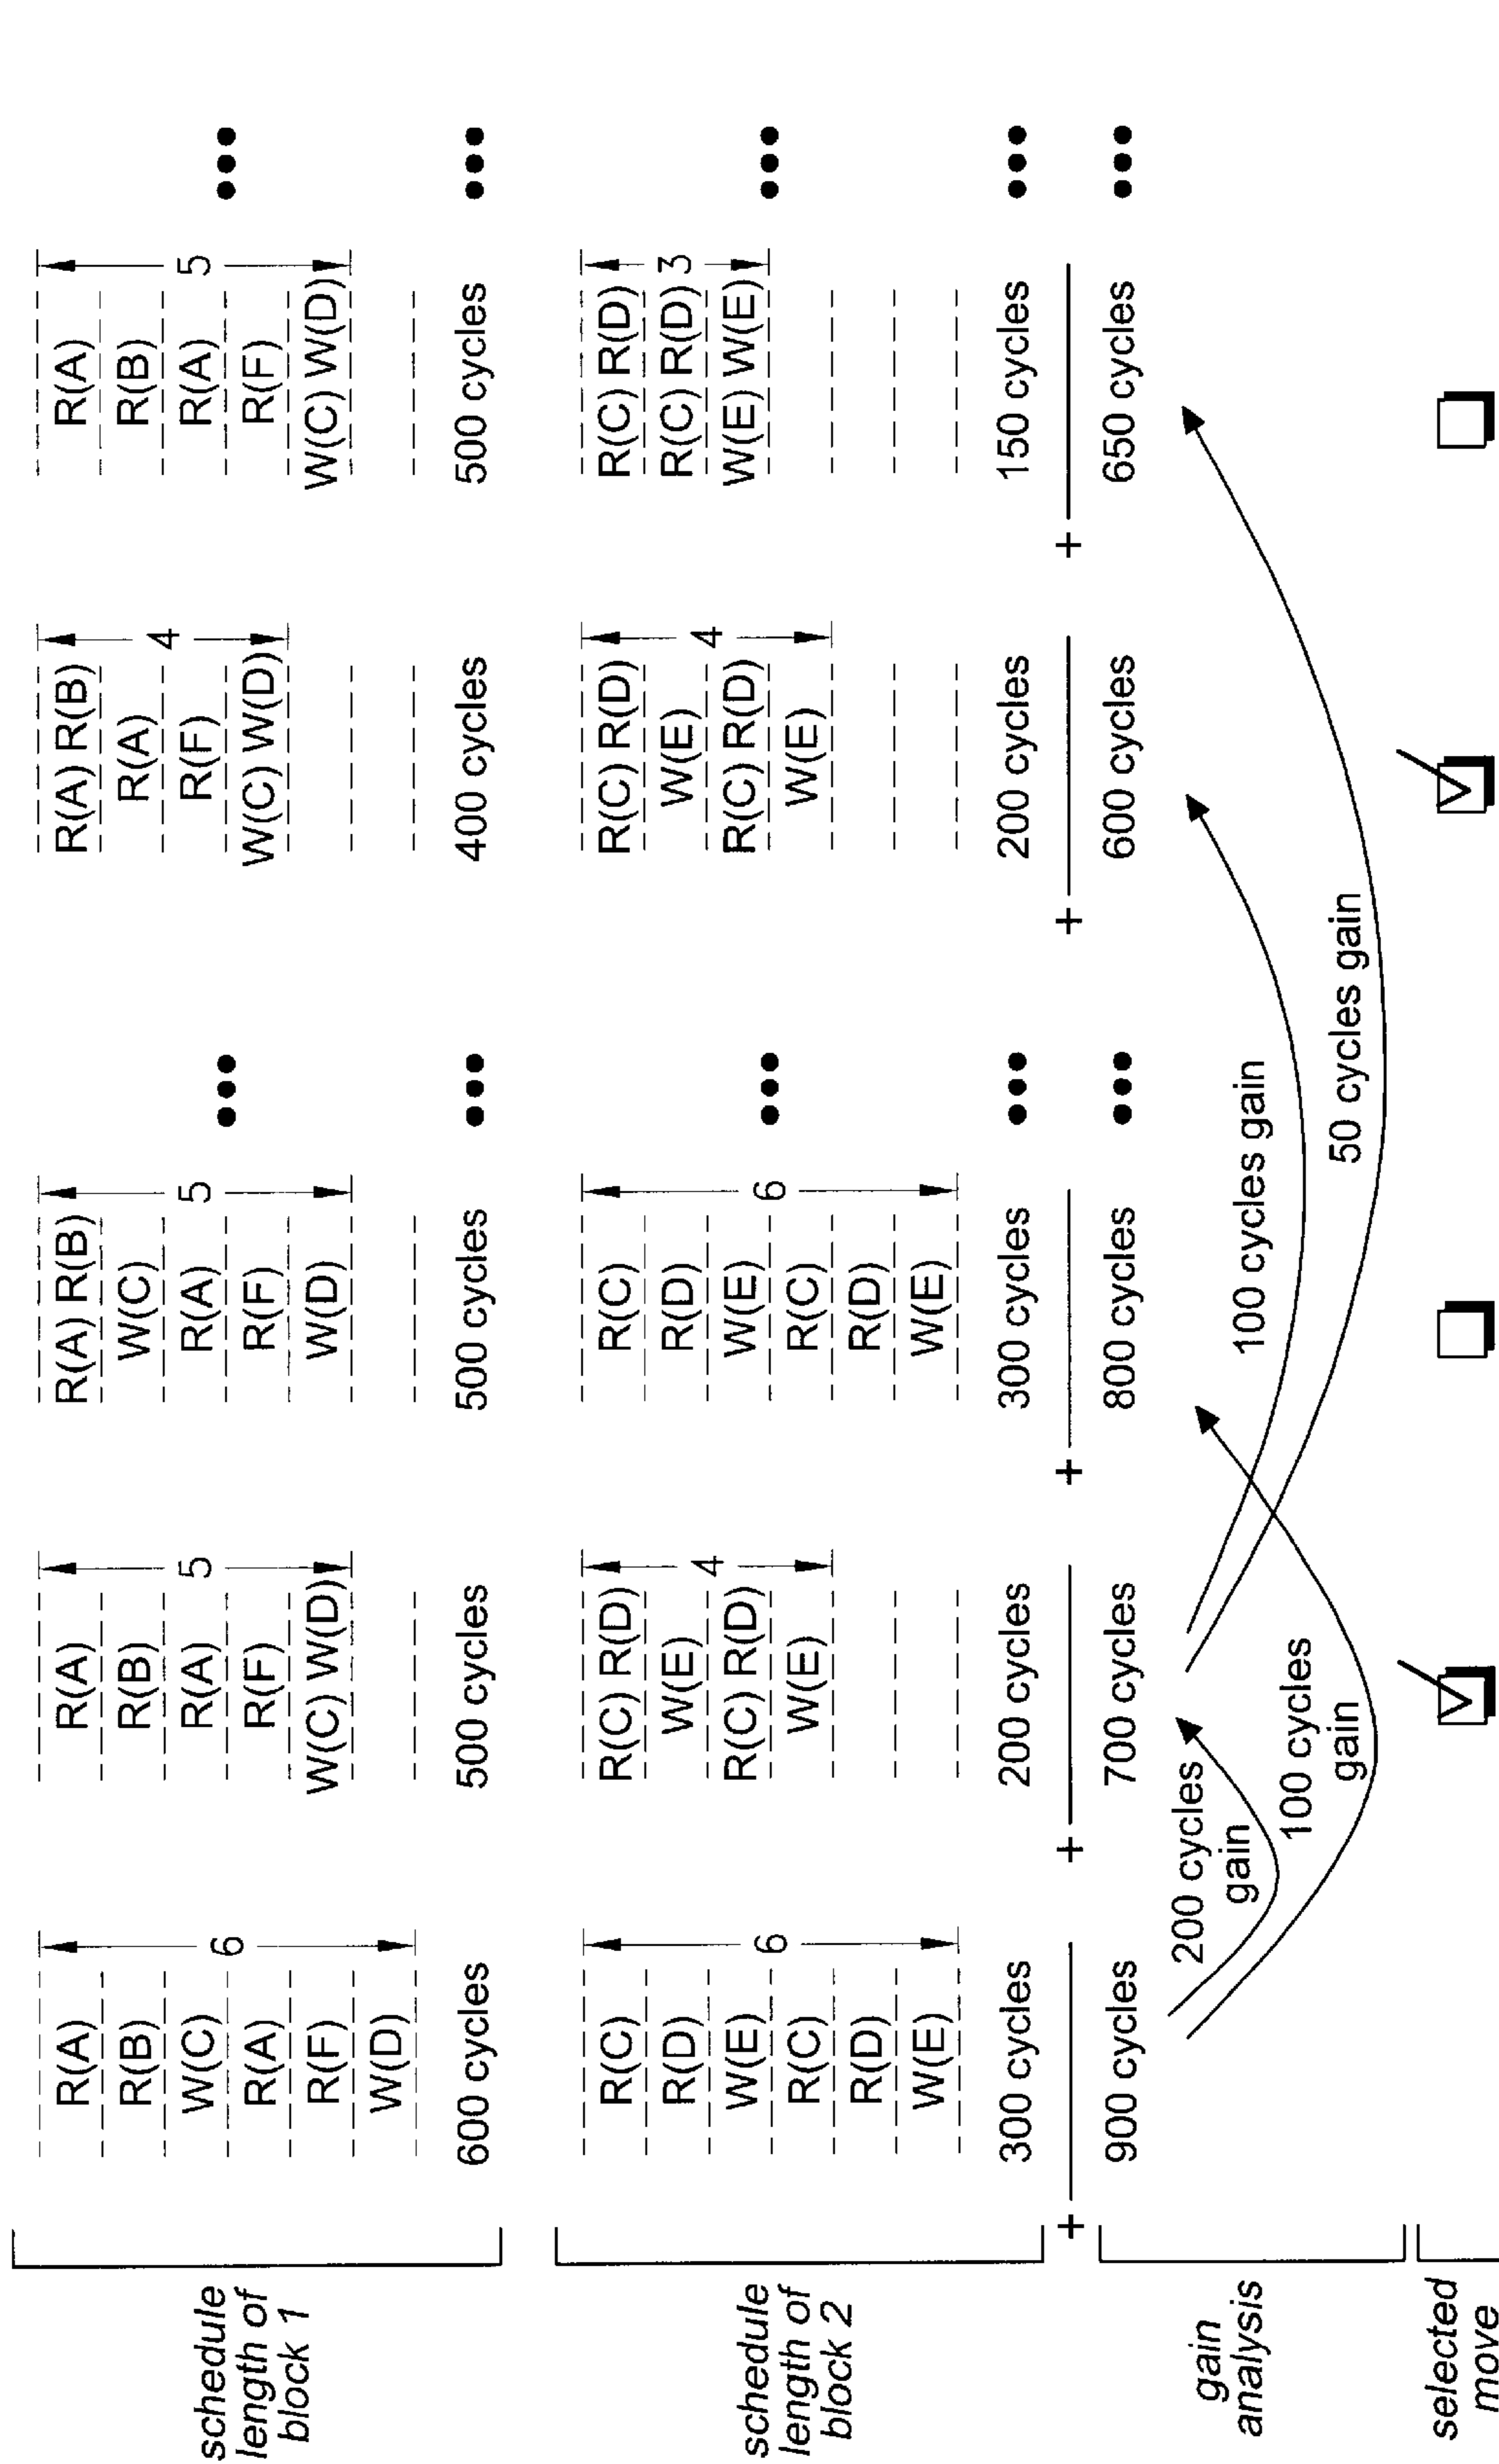 schedule
length of
block 1
R(A)
R(B)
W(C)
R(A)
R(F)
W(D)
6
600 cycles
R(A)
R(B)
R(A)
R(F)
W(C) W(D)
5
500 cycles
R(A) R(B)
W(C)
R(A)
R(F)
W(D)
5
500 cycles
R(A) R(B)
R(A)
R(F)
W(C) W(D)
4
400 cycles
R(A)
R(B)
R(A)
R(F)
W(C) W(D)
5
500 cycles
schedule
length of
block 2
R(C)
R(D)
W(E)
R(C)
R(D)
W(E)
6
300 cycles
R(C) R(D)
W(E)
R(C) R(D)
W(E)
4
200 cycles
R(C)
R(D)
W(E)
R(C)
R(D)
W(E)
6
300 cycles
R(C) R(D)
W(E)
R(C) R(D)
W(E)
4
200 cycles
R(C) R(D)
R(C) R(D)
W(E) W(E)
3
150 cycles
+
+
+
+
+
gain
analysis
900 cycles
700 cycles
800 cycles
600 cycles
650 cycles
200 cycles
gain
100 cycles
gain
100 cycles gain
50 cycles gain
selected
move